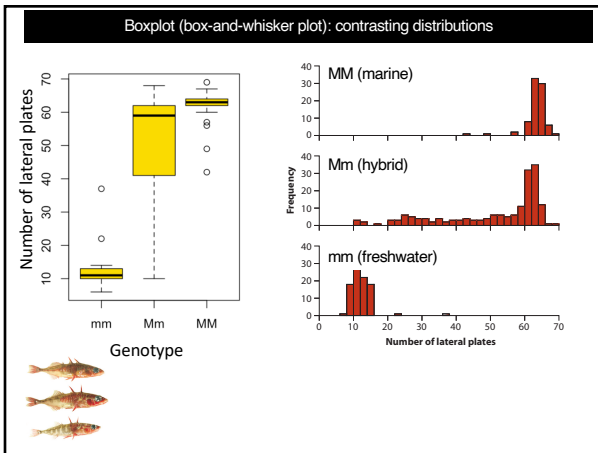 Boxplot (box-and-whisker plot): contrasting distributions
Number of lateral plates
70
60
50
40
30
20
10
mm Mm MM
Genotype
Frequency
MM (marine)
40
30
20
10
0
Mm (hybrid)
40
30
20
10
0
mm (freshwater)
40
30
20
10
0
0 10 20 30 40 50 60 70
Number of lateral plates